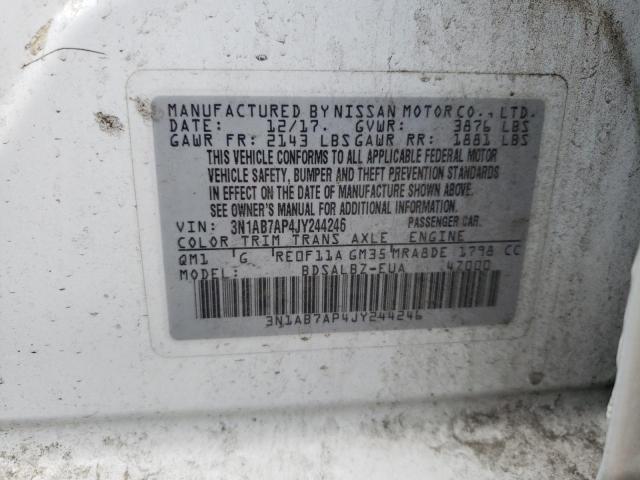 MANUFACTURED BY NISSAN MOTOR CO., LTD.
DATE: 12/17. GVWR: 3876 LBS
GAWR FR: 2143 LBS GAWR RR: 1881 LBS
THIS VEHICLE CONFORMS TO ALL APPLICABLE FEDERAL MOTOR
VEHICLE SAFETY, BUMPER AND THEFT PREVENTION STANDARDS
IN EFFECT ON THE DATE OF MANUFACTURE SHOWN ABOVE.
SEE OWNER'S MANUAL FOR ADDITIONAL INFORMATION.
VIN: 3N1AB7AP4JY244246 PASSENGER CAR.
COLOR TRIM TRANS AXLE ENGINE
QM1 G RE0F11A GM35 MRA8DE 1798 CC
MODEL: BDSALBZ-EUA 47000
3N1AB7AP4JY244246